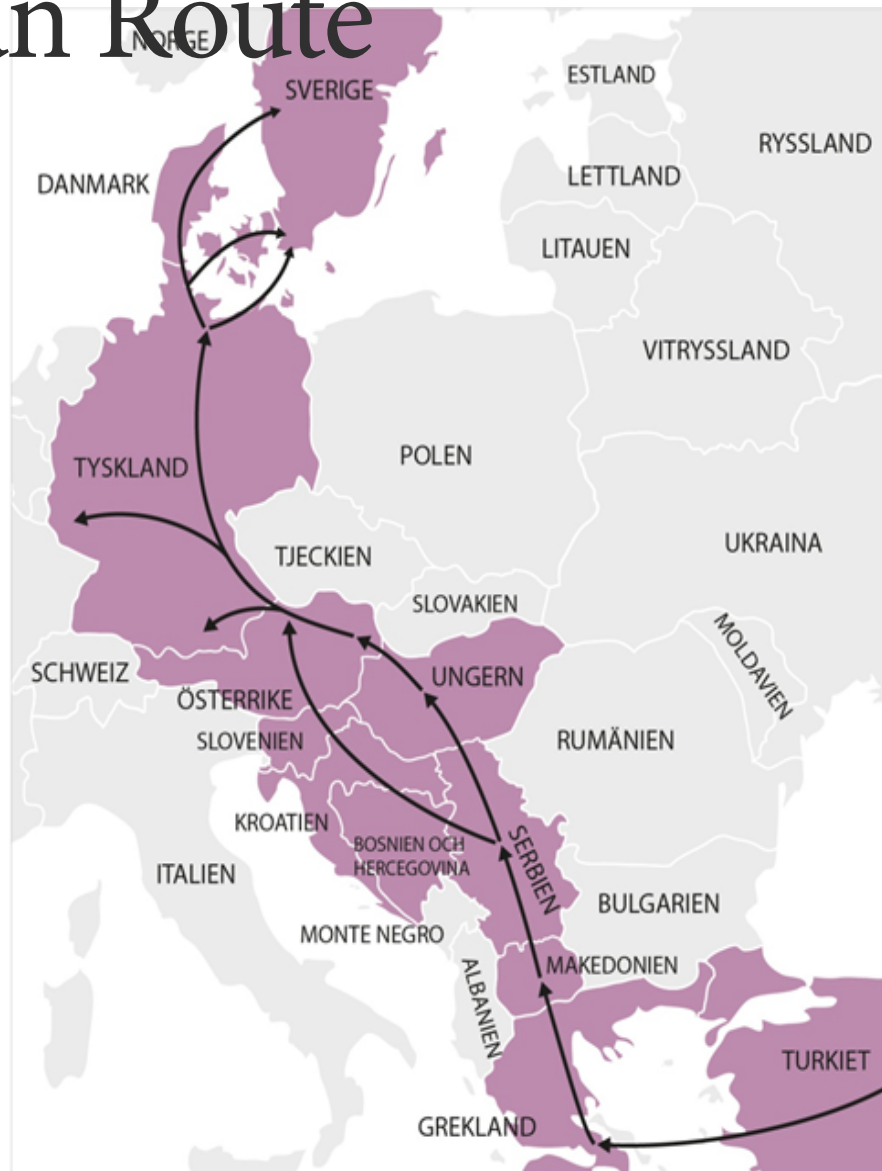 an Route
NORGE
SVERIGE
ESTLAND
RYSSLAND
DANMARK
LETTLAND
LITAUEN
VITRYSSLAND
POLEN
TYSKLAND
UKRAINA
TJECKIEN
SLOVAKIEN
MOLDAVIEN
SCHWEIZ
UNGERN
ÖSTERRIKE
SLOVENIEN
RUMÄNIEN
KROATIEN
BOSNIEN OCH
HERCEGOVINA
SERBIEN
ITALIEN
BULGARIEN
MONTE NEGRO
MAKEDONIEN
ALBANIEN
TURKIET
GREKLAND